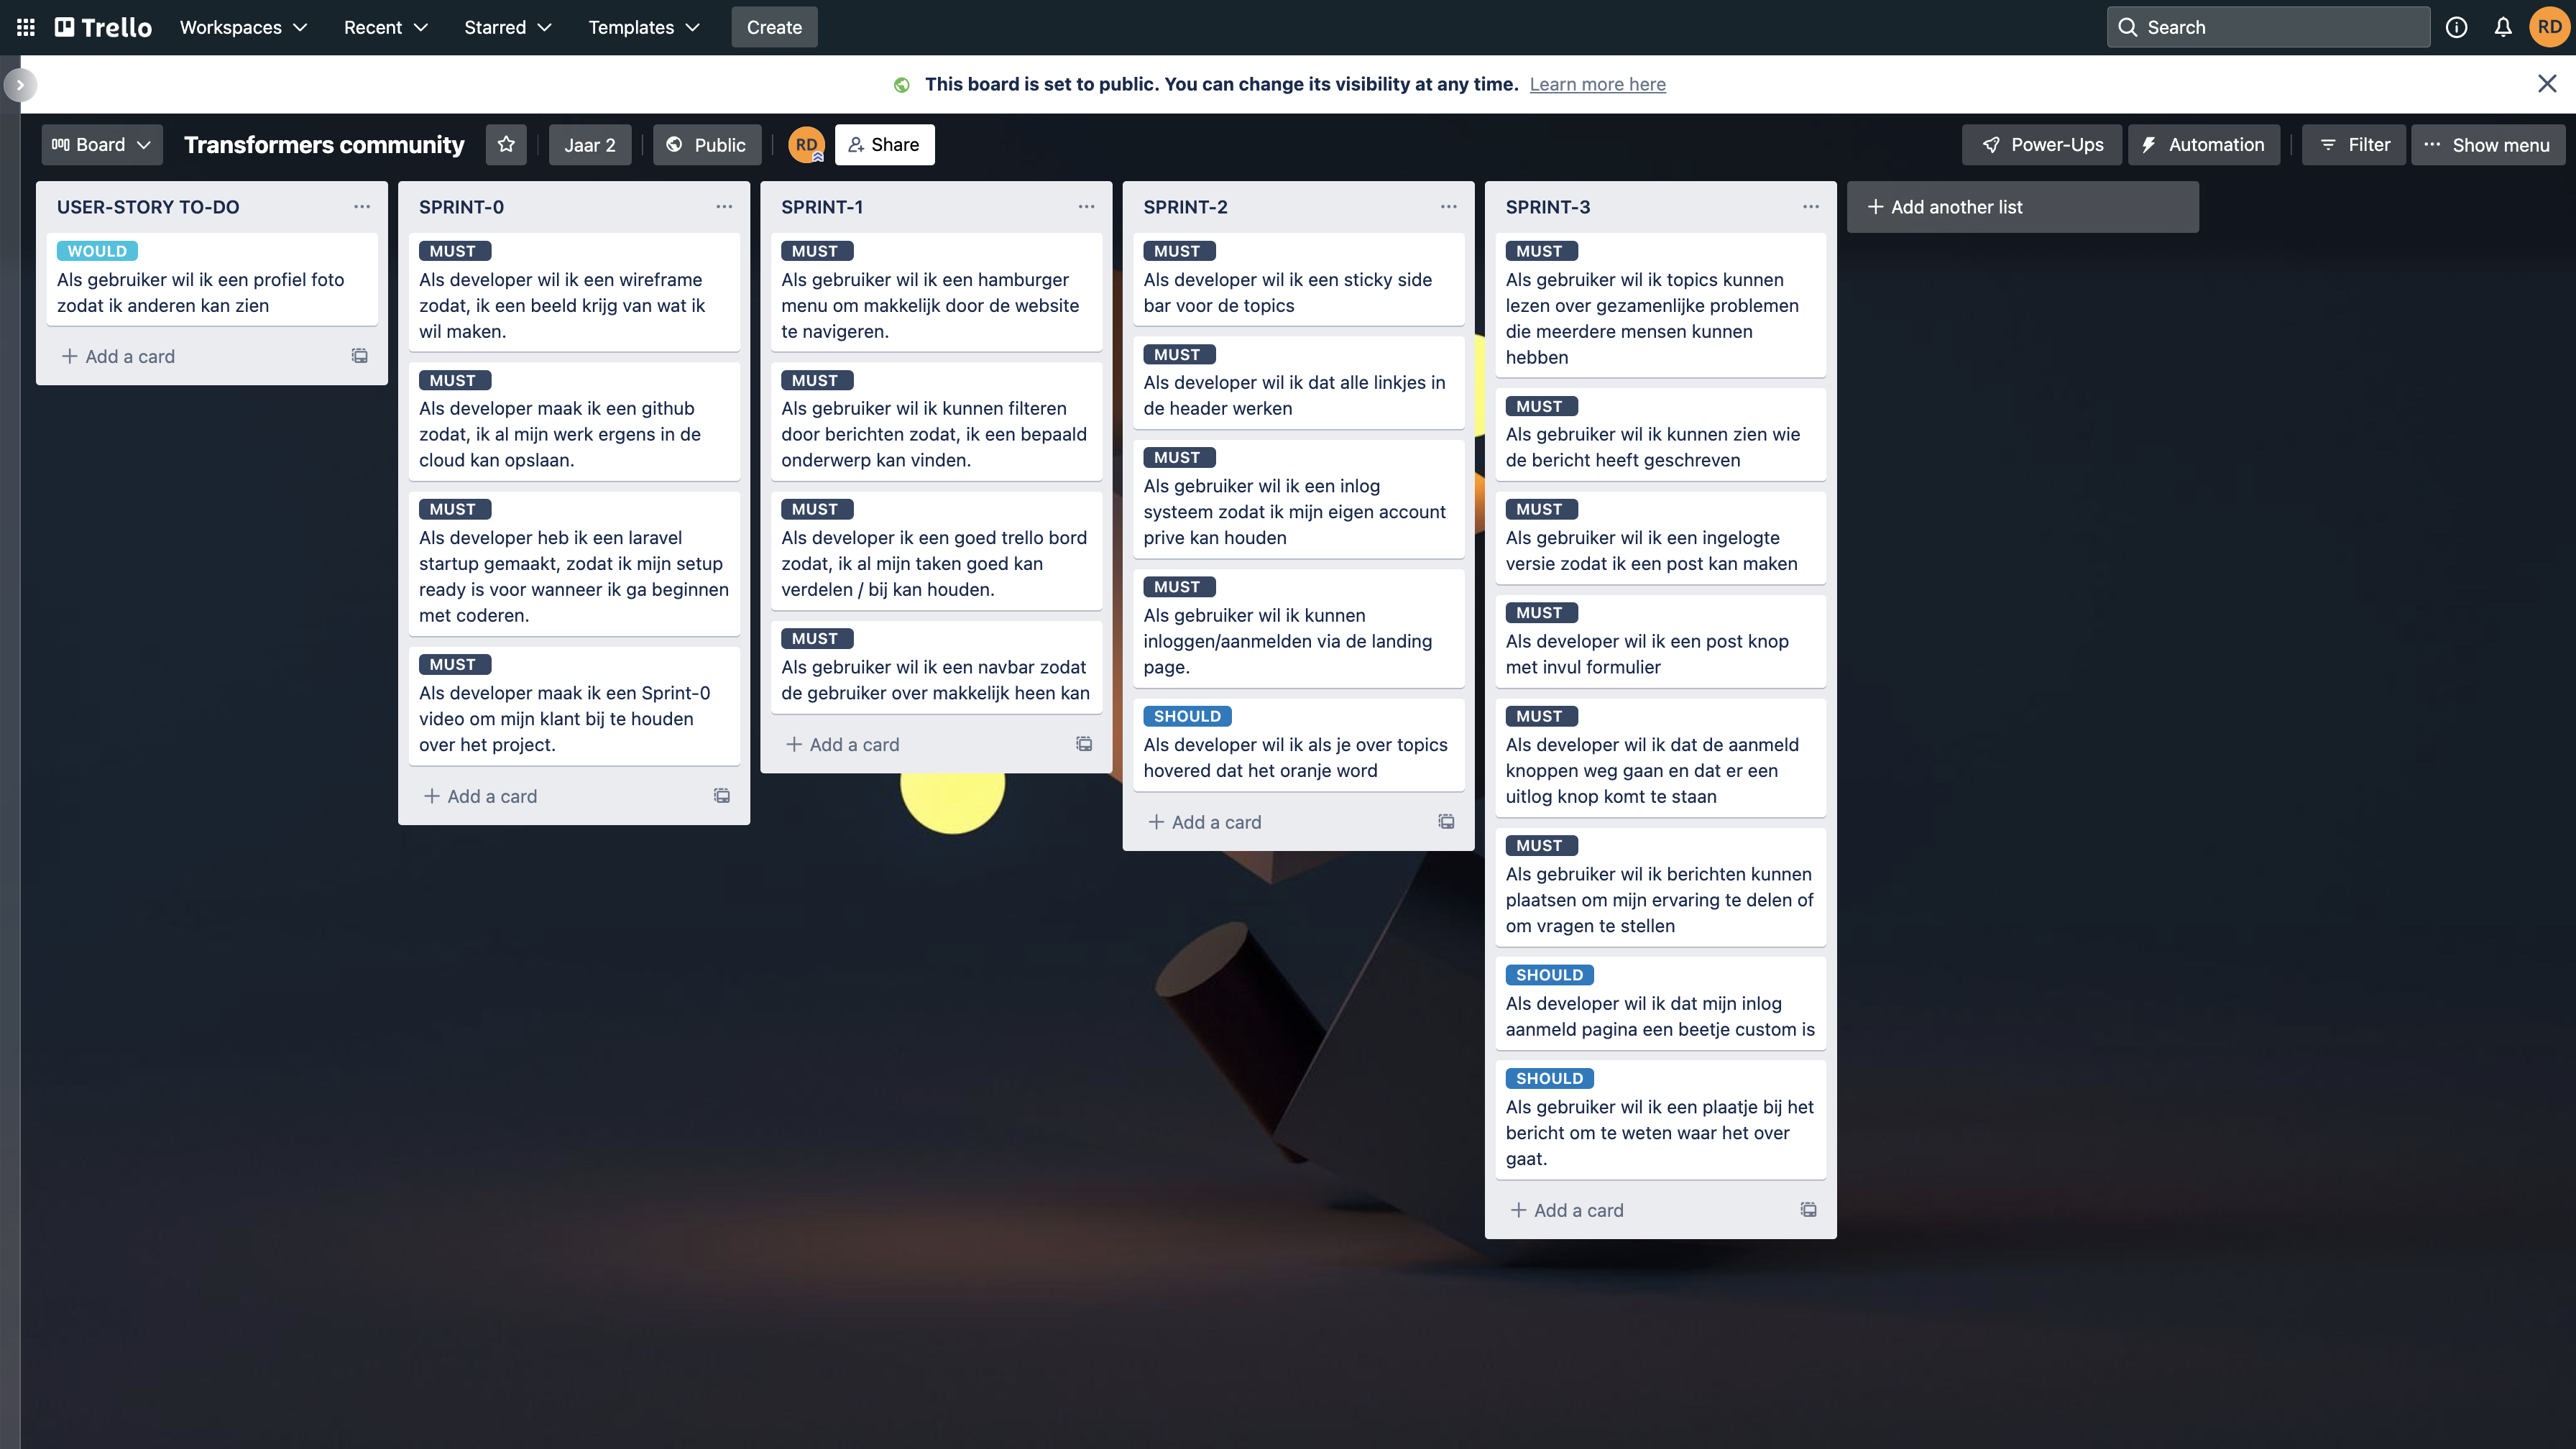 Trello
Workspaces
Recent
Starred
Templates
Create
Search
RD
This board is set to public. You can change its visibility at any time. Learn more here
Board
Transformers community
Jaar 2
Public
RD
Share
Power-Ups
Automation
Filter
Show menu
USER-STORY TO-DO
WOULD
Als gebruiker wil ik een profiel foto
zodat ik anderen kan zien
Add a card
SPRINT-0
MUST
Als developer wil ik een wireframe
zodat, ik een beeld krijg van wat ik
wil maken.
MUST
Als developer maak ik een github
zodat, ik al mijn werk ergens in de
cloud kan opslaan.
MUST
Als developer heb ik een laravel
startup gemaakt, zodat ik mijn setup
ready is voor wanneer ik ga beginnen
met coderen.
MUST
Als developer maak ik een Sprint-0
video om mijn klant bij te houden
over het project.
Add a card
SPRINT-1
MUST
Als gebruiker wil ik een hamburger
menu om makkelijk door de website
te navigeren.
MUST
Als gebruiker wil ik kunnen filteren
door berichten zodat, ik een bepaald
onderwerp kan vinden.
MUST
Als developer ik een goed trello bord
zodat, ik al mijn taken goed kan
verdelen / bij kan houden.
MUST
Als gebruiker wil ik een navbar zodat
de gebruiker over makkelijk heen kan
Add a card
SPRINT-2
MUST
Als developer wil ik een sticky side
bar voor de topics
MUST
Als developer wil ik dat alle linkjes in
de header werken
MUST
Als gebruiker wil ik een inlog
systeem zodat ik mijn eigen account
prive kan houden
MUST
Als gebruiker wil ik kunnen
inloggen/aanmelden via de landing
page.
SHOULD
Als developer wil ik als je over topics
hovered dat het oranje word
Add a card
SPRINT-3
MUST
Als gebruiker wil ik topics kunnen
lezen over gezamenlijke problemen
die meerdere mensen kunnen
hebben
MUST
Als gebruiker wil ik kunnen zien wie
de bericht heeft geschreven
MUST
Als gebruiker wil ik een ingelogte
versie zodat ik een post kan maken
MUST
Als developer wil ik een post knop
met invul formulier
MUST
Als developer wil ik dat de aanmeld
knoppen weg gaan en dat er een
uitlog knop komt te staan
MUST
Als gebruiker wil ik berichten kunnen
plaatsen om mijn ervaring te delen of
om vragen te stellen
SHOULD
Als developer wil ik dat mijn inlog
aanmeld pagina een beetje custom is
SHOULD
Als gebruiker wil ik een plaatje bij het
bericht om te weten waar het over
gaat.
Add a card
Add another list